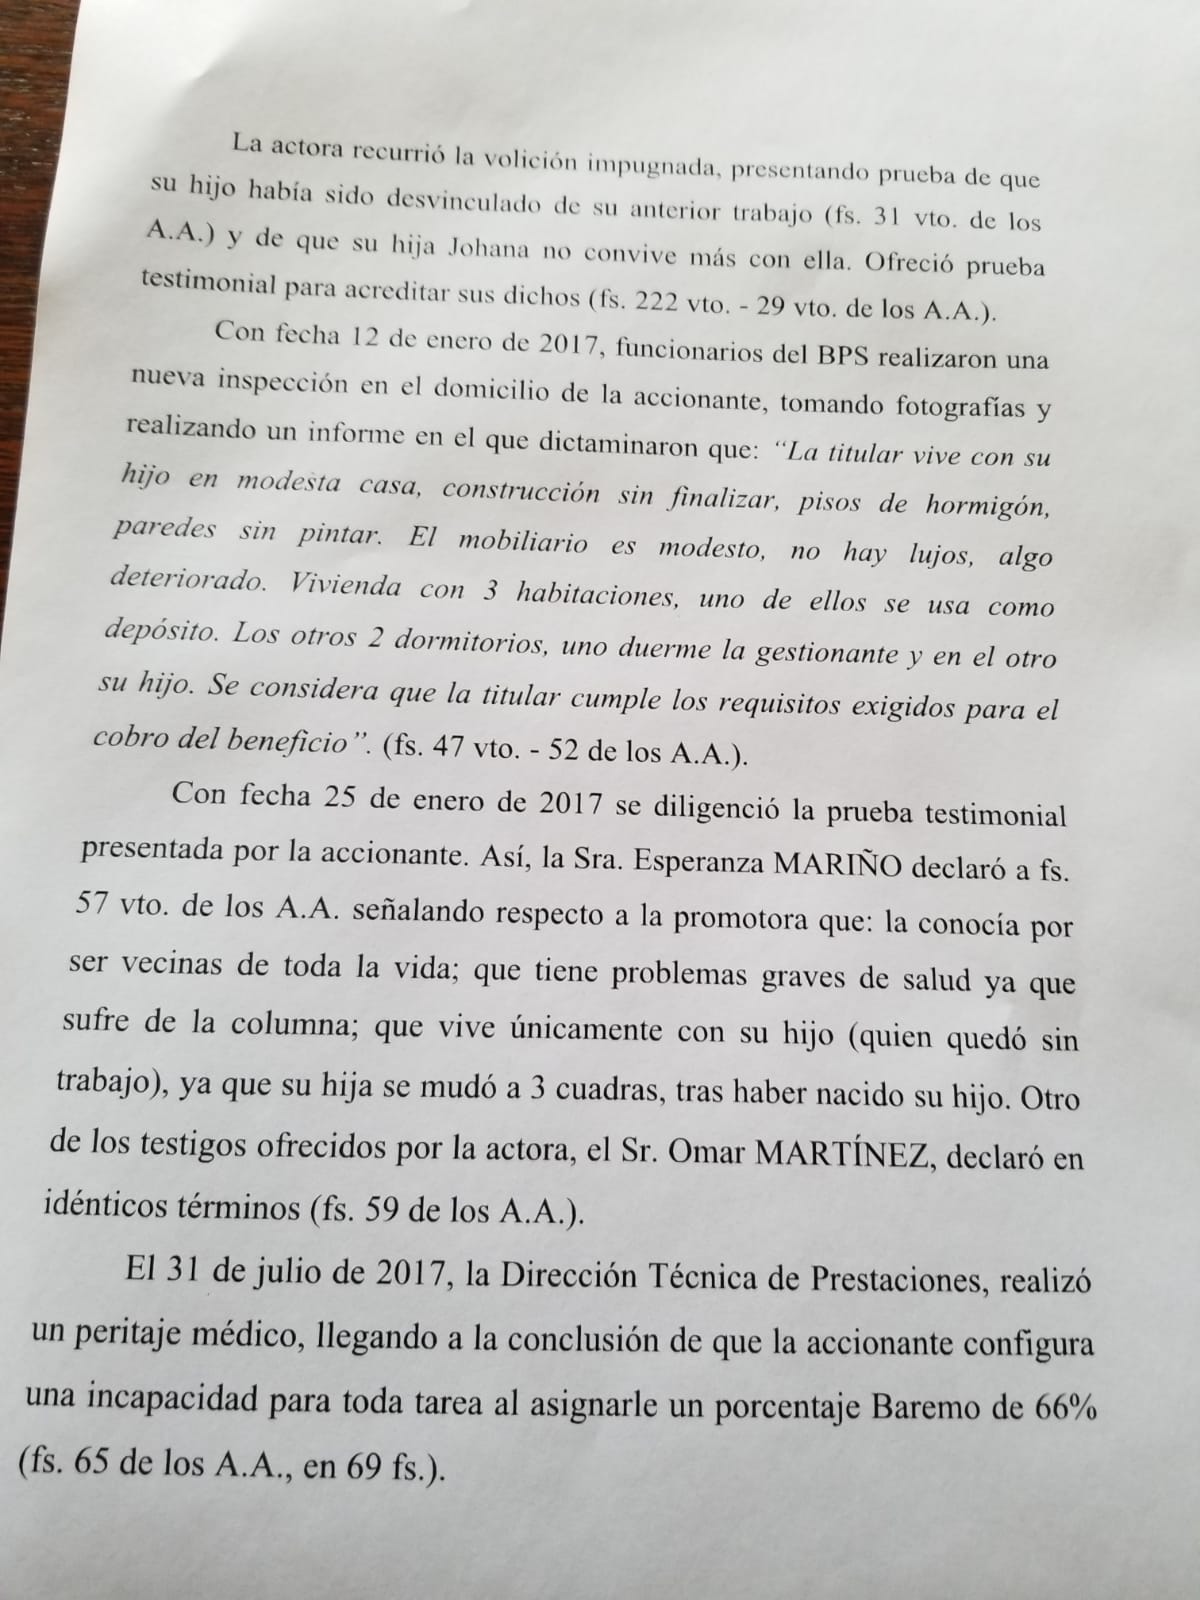 La actora recurrió la volición impugnada, presentando prueba de que
su hijo había sido desvinculado de su anterior trabajo (fs. 31 vto. de los
A.A.) y de que su hija Johana no convive más con ella. Ofreció prueba
testimonial para acreditar sus dichos (fs. 222 vto. - 29 vto. de los A.A.).
Con fecha 12 de enero de 2017, funcionarios del BPS realizaron una
nueva inspección en el domicilio de la accionante, tomando fotografías y
realizando un informe en el que dictaminaron que: “La titular vive con su
hijo en modesta casa, construcción sin finalizar, pisos de hormigón,
paredes sin pintar. El mobiliario es modesto, no hay lujos, algo
deteriorado. Vivienda con 3 habitaciones, uno de ellos se usa como
depósito. Los otros 2 dormitorios, uno duerme la gestionante y en el otro
su hijo. Se considera que la titular cumple los requisitos exigidos para el
cobro del beneficio”. (fs. 47 vto. - 52 de los A.A.).
Con fecha 25 de enero de 2017 se diligenció la prueba testimonial
presentada por la accionante. Así, la Sra. Esperanza MARIÑO declaró a fs.
57 vto. de los A.A. señalando respecto a la promotora que: la conocía por
ser vecinas de toda la vida; que tiene problemas graves de salud ya que
sufre de la columna; que vive únicamente con su hijo (quien quedó sin
trabajo), ya que su hija se mudó a 3 cuadras, tras haber nacido su hijo. Otro
de los testigos ofrecidos por la actora, el Sr. Omar MARTÍNEZ, declaró en
idénticos términos (fs. 59 de los A.A.).
El 31 de julio de 2017, la Dirección Técnica de Prestaciones, realizó
un peritaje médico, llegando a la conclusión de que la accionante configura
una incapacidad para toda tarea al asignarle un porcentaje Baremo de 66%
(fs. 65 de los A.A., en 69 fs.).